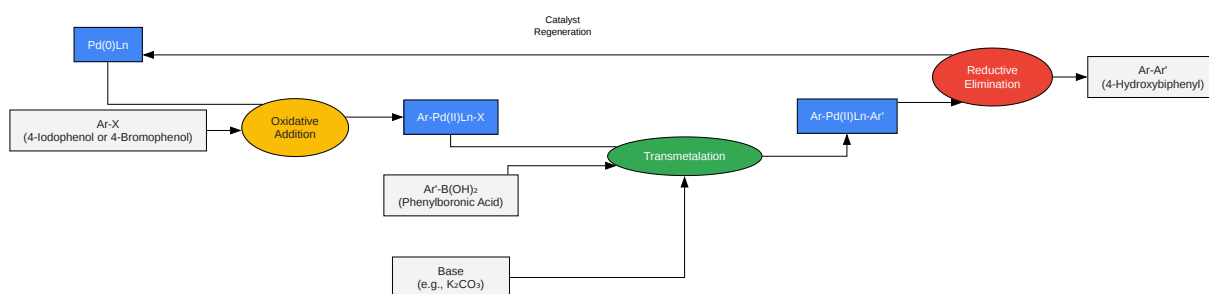 Catalyst
Regeneration
Pd(0)Ln
Reductive
Elimination
Ar-Ar'
(4-Hydroxybiphenyl)
Ar-X
(4-Iodophenol or 4-Bromophenol)
Oxidative
Addition
Ar-Pd(II)Ln-X
Ar-Pd(II)Ln-Ar'
Transmetalation
Ar'-B(OH)₂
(Phenylboronic Acid)
Base
(e.g., K₂CO₃)